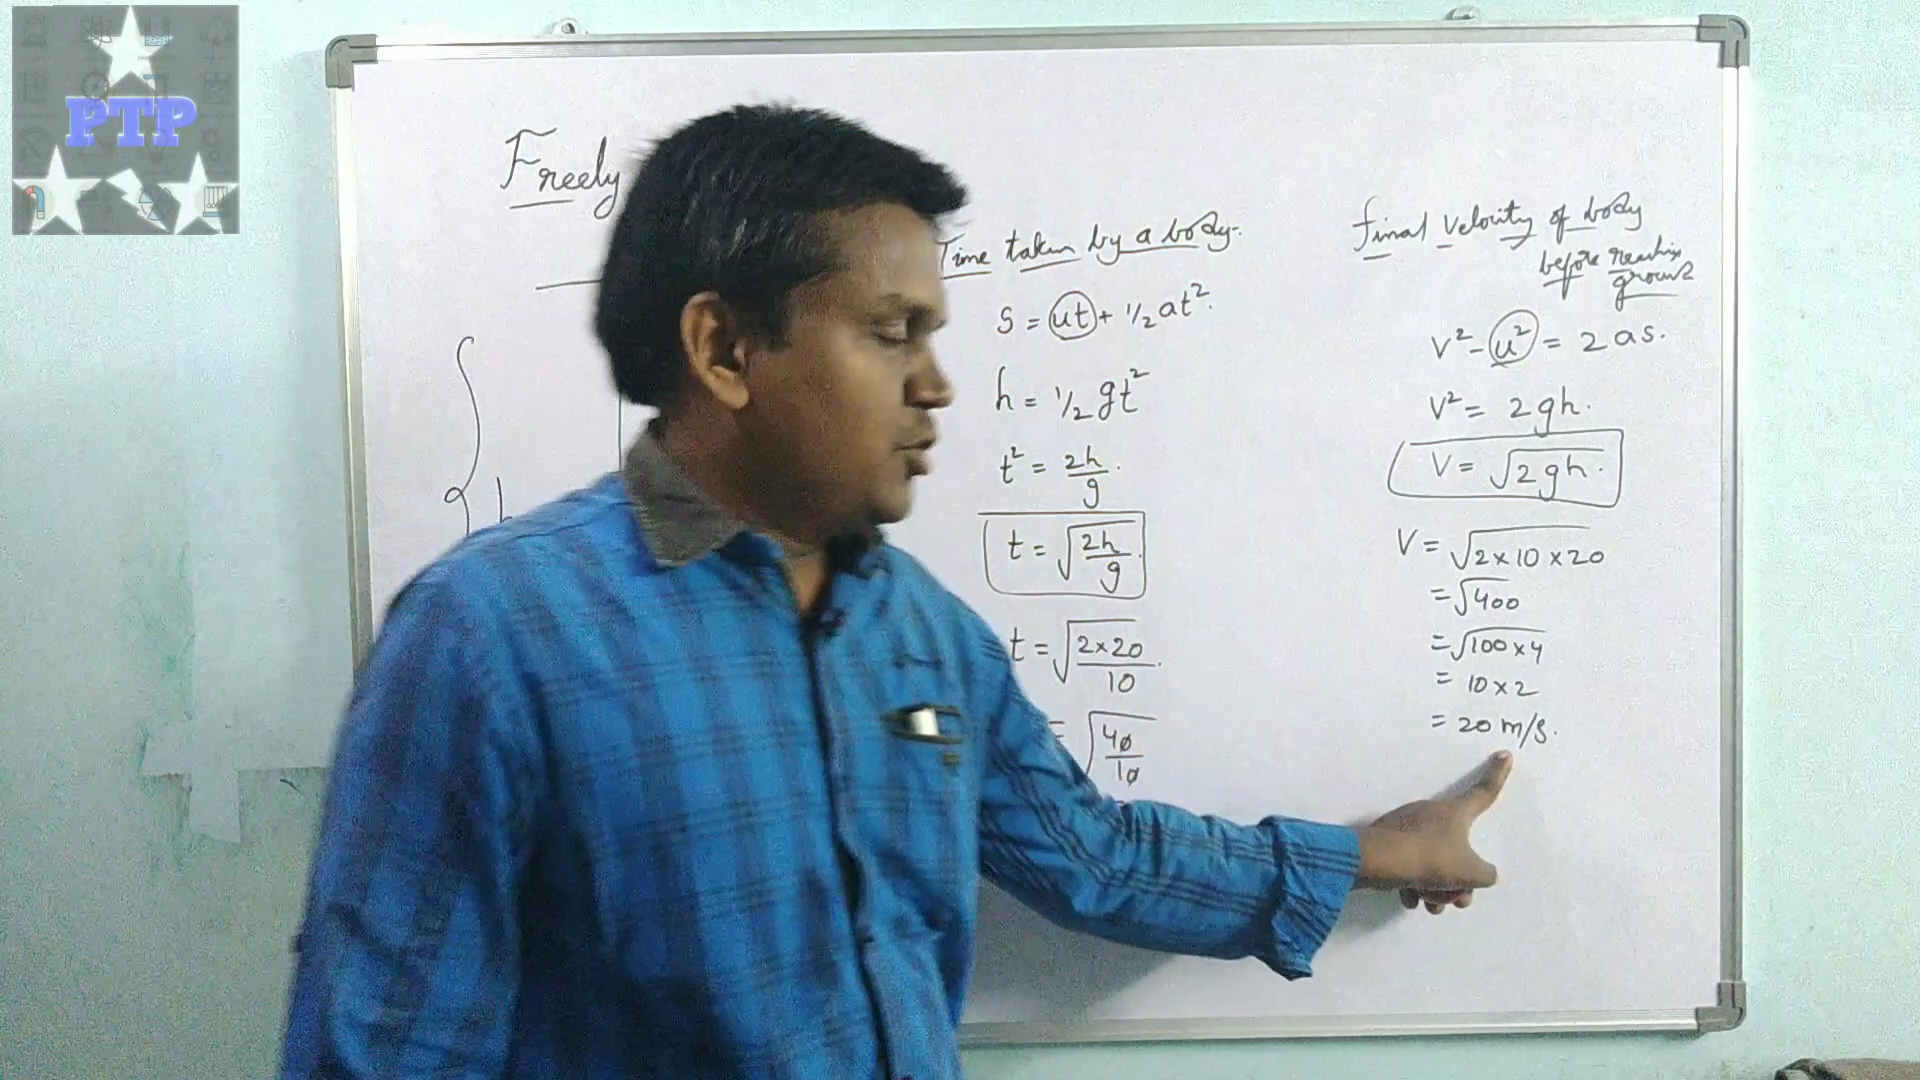 PTP
Freely
Time taken by a body.
S = ut + 1/2 at².
h = 1/2 gt²
t² = 2h/g.
t = √(2h/g).
t = √(2×20/10).
= √(40/10)
final velocity of body
before reaching
ground
v² - u² = 2as.
v² = 2gh.
V = √2gh.
V = √2×10×20
= √400
= √100×4
= 10×2
= 20 m/s.
h